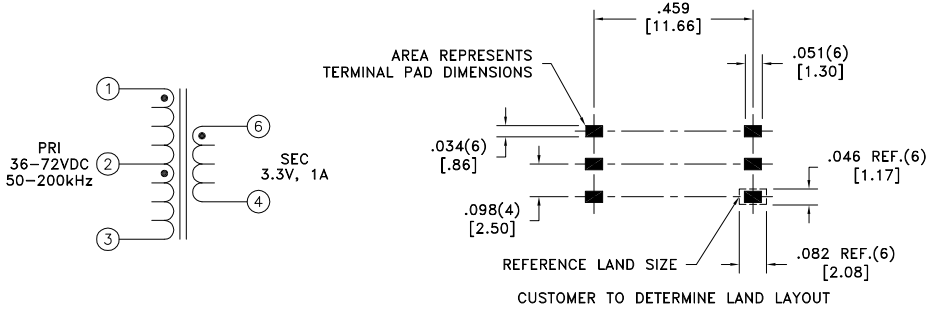 1
2
3
PRI
36-72VDC
50-200kHz
6
4
SEC
3.3V, 1A
.459
[11.66]
AREA REPRESENTS
TERMINAL PAD DIMENSIONS
.051(6)
[1.30]
.034(6)
[.86]
.046 REF.(6)
[1.17]
.098(4)
[2.50]
REFERENCE LAND SIZE
.082 REF.(6)
[2.08]
CUSTOMER TO DETERMINE LAND LAYOUT